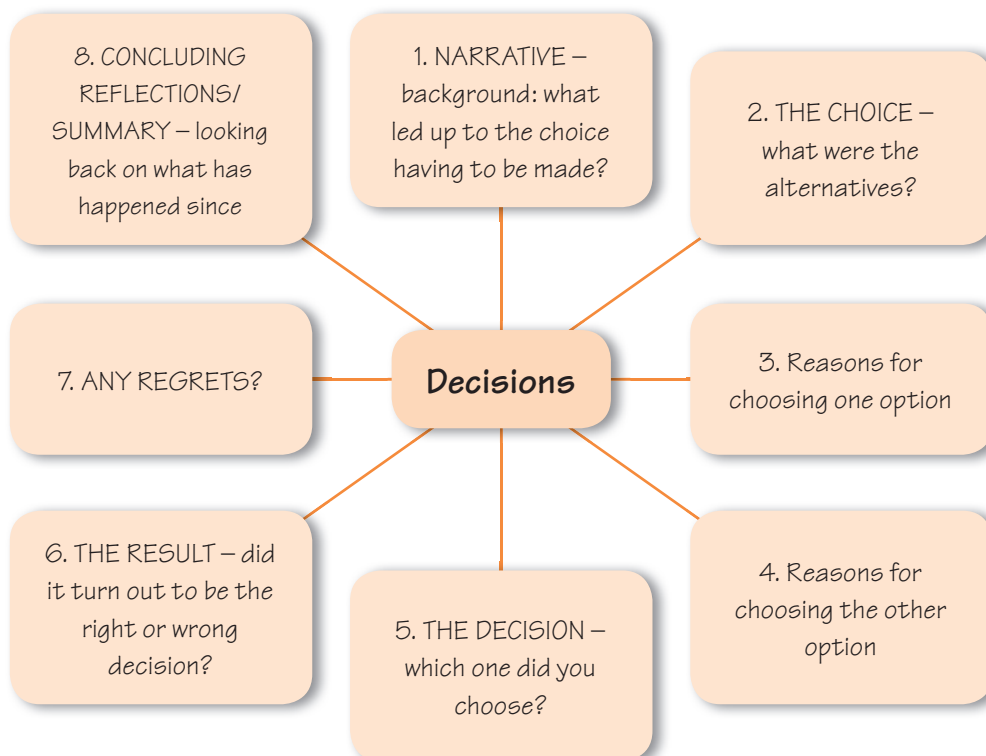 8. CONCLUDING
REFLECTIONS/
SUMMARY – looking
back on what has
happened since
1. NARRATIVE –
background: what
led up to the choice
having to be made?
2. THE CHOICE –
what were the
alternatives?
7. ANY REGRETS?
Decisions
3. Reasons for
choosing one option
6. THE RESULT – did
it turn out to be the
right or wrong
decision?
5. THE DECISION –
which one did you
choose?
4. Reasons for
choosing the other
option